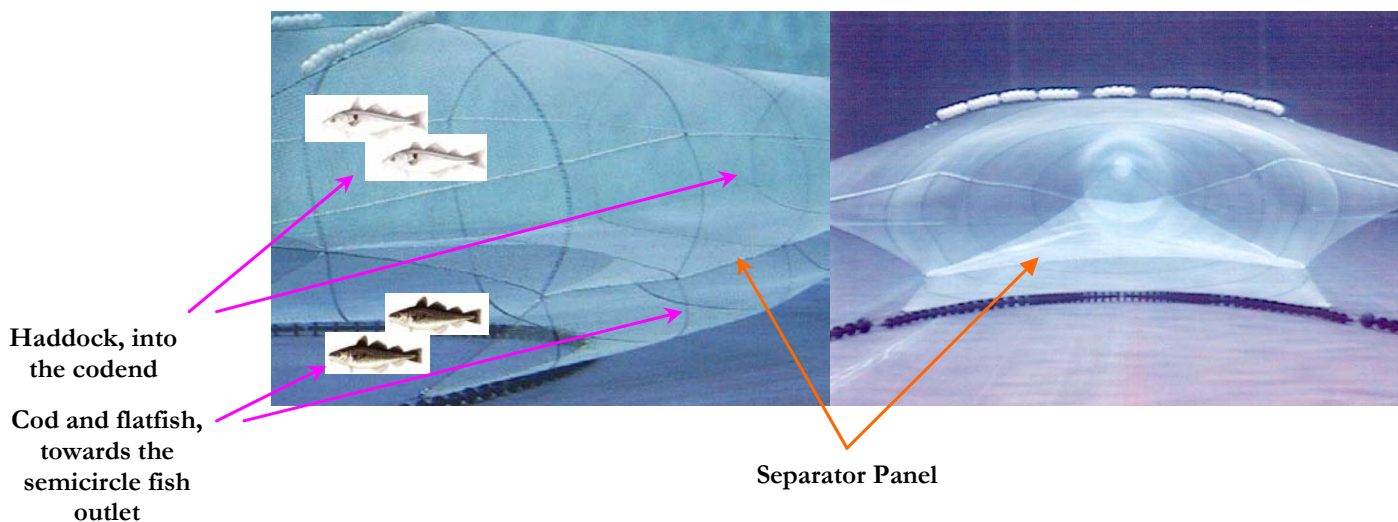 Haddock, into
the codend
Cod and flatfish,
towards the
semicircle fish
outlet
Separator Panel